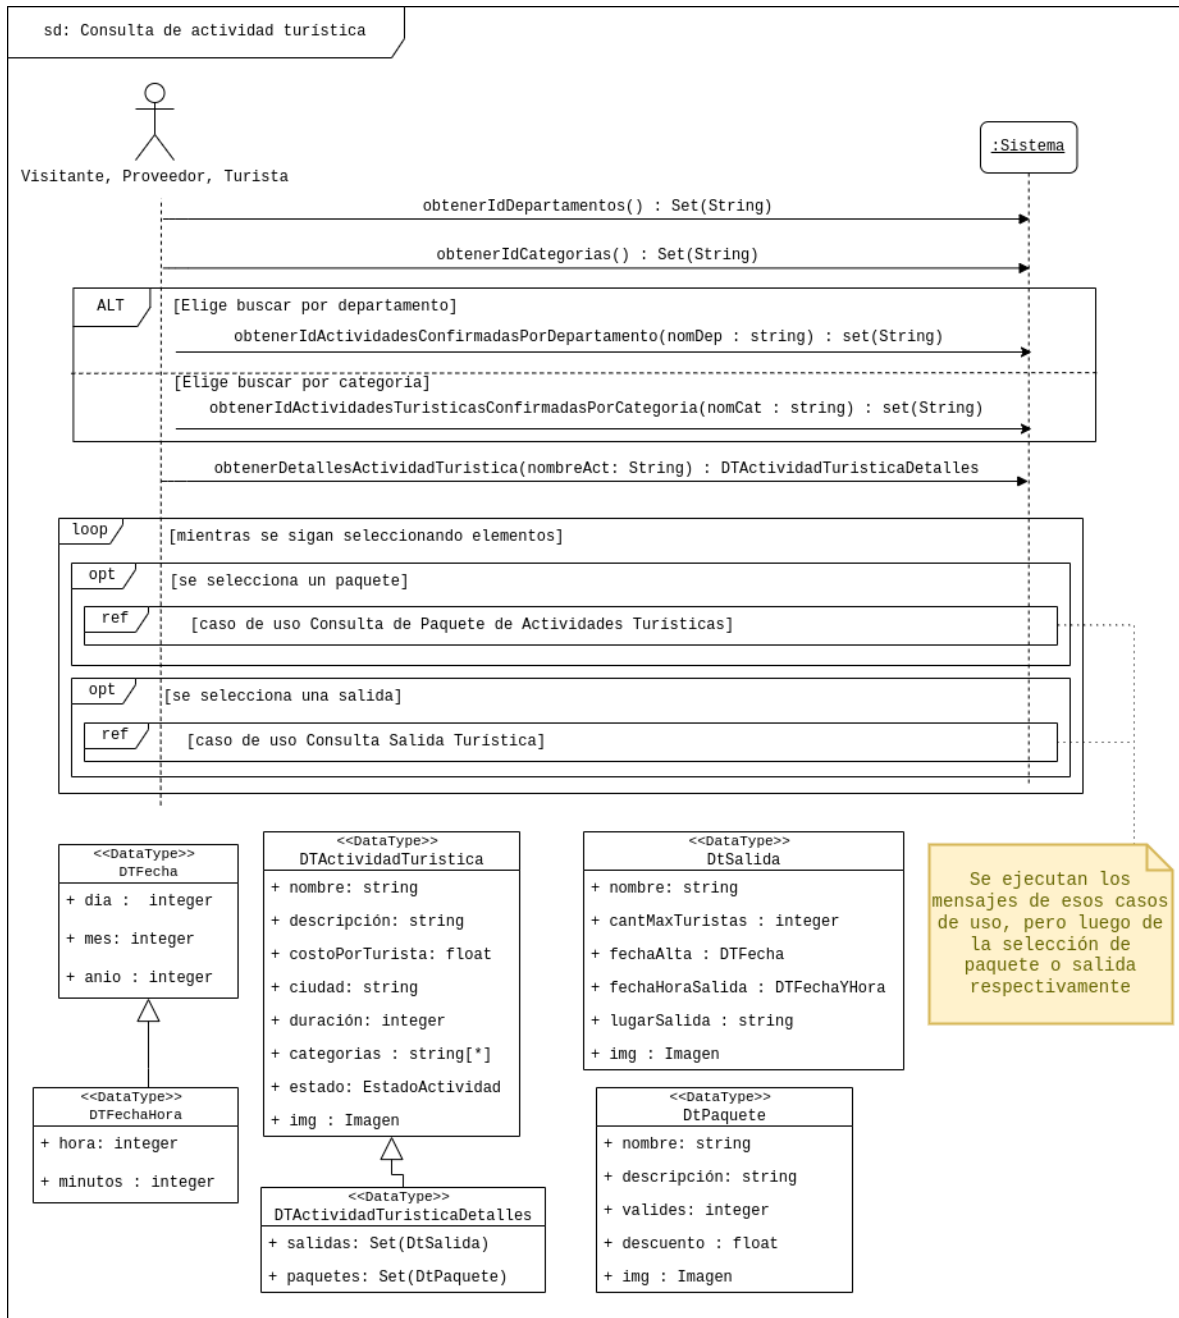 sd: Consulta de actividad turística
Visitante, Proveedor, Turista
:Sistema
obtenerIdDepartamentos() : Set(String)
obtenerIdCategorias() : Set(String)
ALT
[Elige buscar por departamento]
obtenerIdActividadesConfirmadasPorDepartamento(nomDep : string) : set(String)
[Elige buscar por categoría]
obtenerIdActividadesTuristicasConfirmadasPorCategoria(nomCat : string) : set(String)
obtenerDetallesActividadTuristica(nombreAct: String) : DTActividadTuristicaDetalles
loop
[mientras se sigan seleccionando elementos]
opt
[se selecciona un paquete]
ref
[caso de uso Consulta de Paquete de Actividades Turísticas]
opt
[se selecciona una salida]
ref
[caso de uso Consulta Salida Turística]
<<DataType>>
DTFecha
+ dia :  integer
+ mes: integer
+ anio : integer
<<DataType>>
DTFechaHora
+ hora: integer
+ minutos : integer
<<DataType>>
DTActividadTuristica
+ nombre: string
+ descripción: string
+ costoPorTurista: float
+ ciudad: string
+ duración: integer
+ categorias : string[*]
+ estado: EstadoActividad
+ img : Imagen
<<DataType>>
DTActividadTuristicaDetalles
+ salidas: Set(DtSalida)
+ paquetes: Set(DtPaquete)
<<DataType>>
DtSalida
+ nombre: string
+ cantMaxTuristas : integer
+ fechaAlta : DTFecha
+ fechaHoraSalida : DTFechaYHora
+ lugarSalida : string
+ img : Imagen
<<DataType>>
DtPaquete
+ nombre: string
+ descripción: string
+ valides: integer
+ descuento : float
+ img : Imagen
Se ejecutan los
mensajes de esos casos
de uso, pero luego de
la selección de
paquete o salida
respectivamente